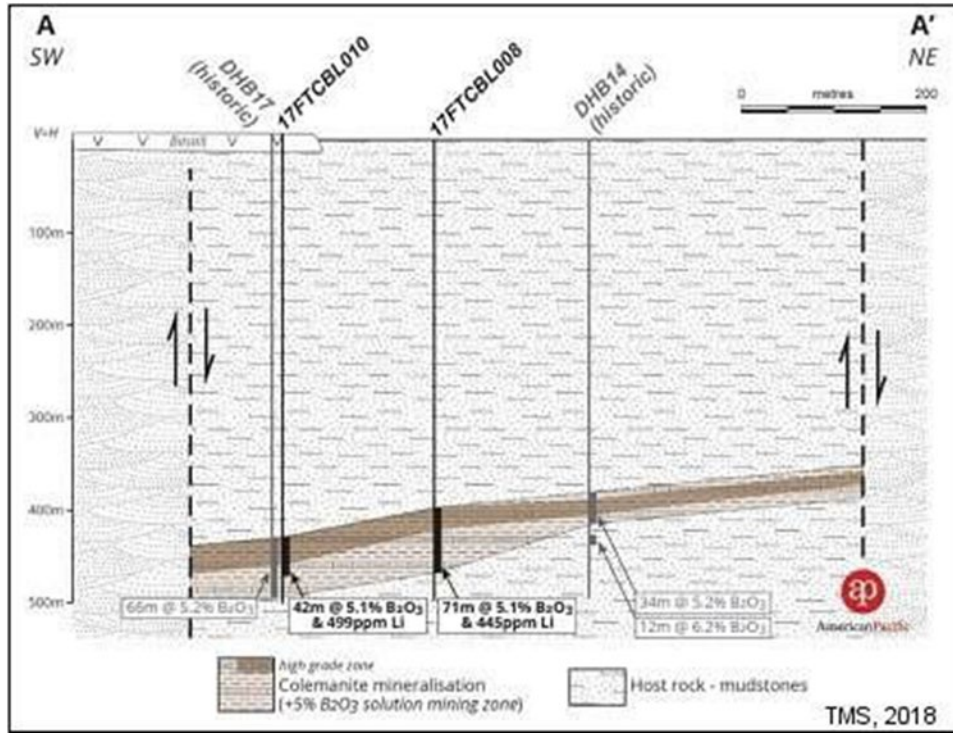 A
SW
A'
NE
DHB17
(historic)
17FTCBL010
17FTCBL008
DHB14
(historic)
0 metres 200
V=H
Basalt
100m
200m
300m
400m
500m
66m @ 5.2% B₂O₃
42m @ 5.1% B₂O₃
& 499ppm Li
71m @ 5.1% B₂O₃
& 445ppm Li
34m @ 5.2% B₂O₃
12m @ 6.2% B₂O₃
ap
AmericanPacific
high grade zone
Colemanite mineralisation
(+5% B₂O₃ solution mining zone)
Host rock - mudstones
TMS, 2018